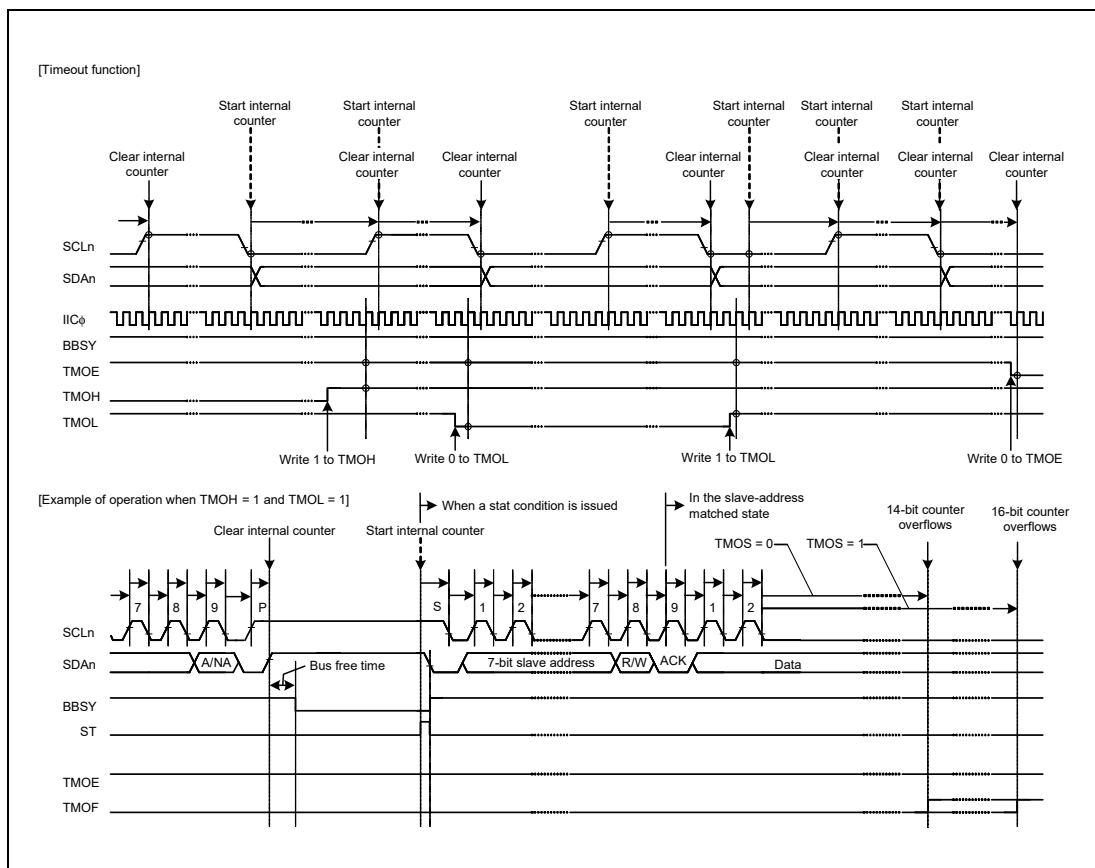 [Timeout function]
Start internal
counter
Start internal
counter
Start internal
counter
Start internal
counter
Start internal
counter
Start internal
counter
Clear internal
counter
Clear internal
counter
Clear internal
counter
Clear internal
counter
Clear internal
counter
Clear internal
counter
Clear internal
counter
SCLn
SDAn
IICϕ
BBSY
TMOE
TMOH
TMOL
Write 1 to TMOH
Write 0 to TMOL
Write 1 to TMOL
Write 0 to TMOE
[Example of operation when TMOH = 1 and TMOL = 1]
When a stat condition is issued
In the slave-address
matched state
Clear internal counter
Start internal counter
14-bit counter
overflows
16-bit counter
overflows
TMOS = 0
TMOS = 1
7 8 9 P S 1 2 7 8 9 1 2
SCLn
SDAn
A/NA
Bus free time
7-bit slave address
R/W
ACK
Data
BBSY
ST
TMOE
TMOF